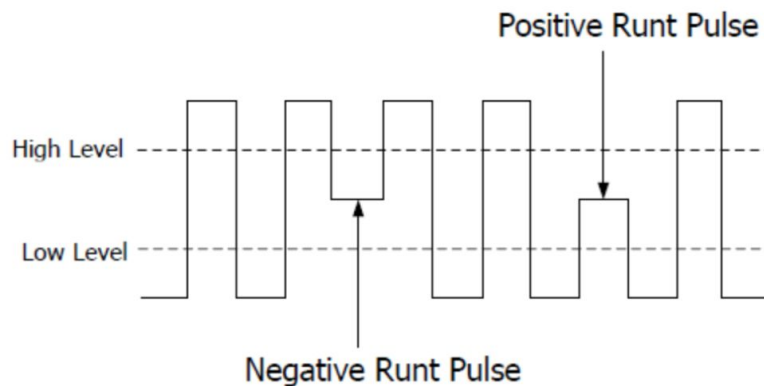 Positive Runt Pulse
High Level
Low Level
Negative Runt Pulse